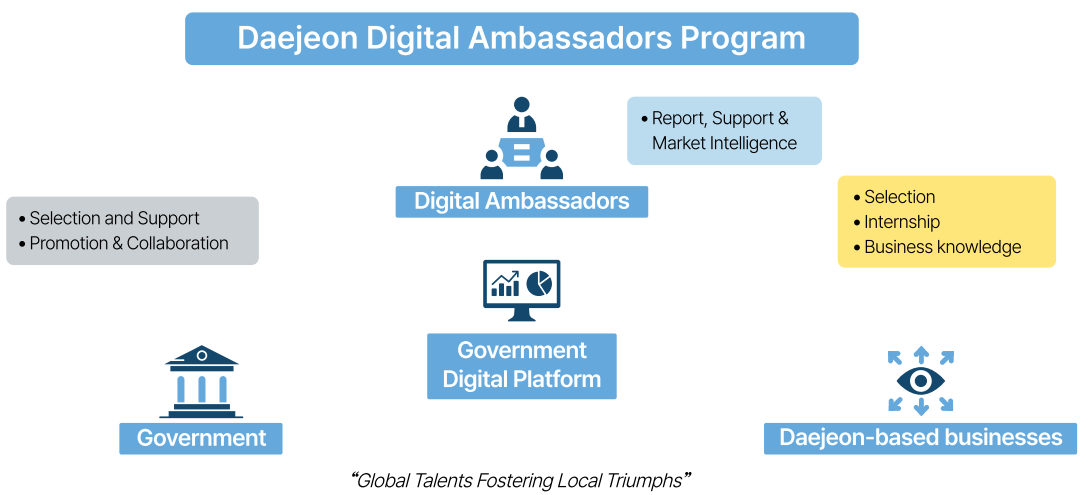 Daejeon Digital Ambassadors Program
• Report, Support &
Market Intelligence
Digital Ambassadors
• Selection
• Internship
• Business knowledge
• Selection and Support
• Promotion & Collaboration
Government
Digital Platform
Government
Daejeon-based businesses
“Global Talents Fostering Local Triumphs”